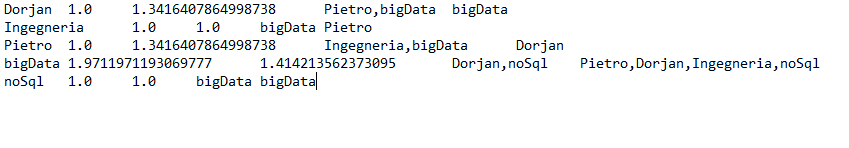 Dorjan 1.0 1.3416407864998738 Pietro,bigData bigData
Ingegneria 1.0 1.0 bigData Pietro
Pietro 1.0 1.3416407864998738 Ingegneria,bigData Dorjan
bigData 1.9711971193069777 1.414213562373095 Dorjan,noSql Pietro,Dorjan,Ingegneria,noSql
noSql 1.0 1.0 bigData bigData